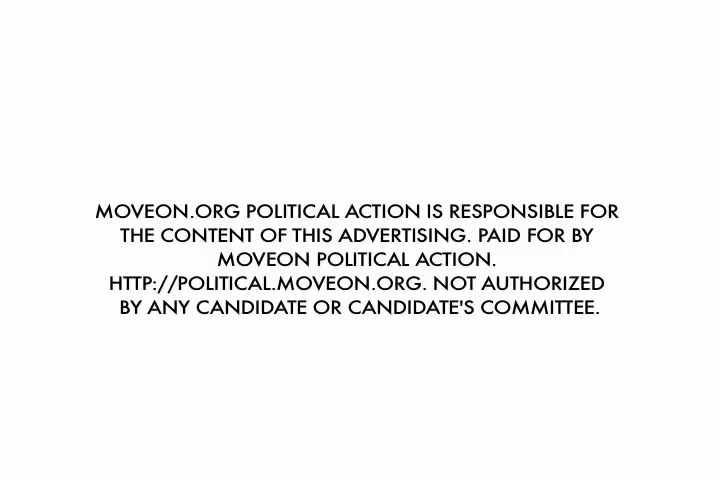 MOVEON.ORG POLITICAL ACTION IS RESPONSIBLE FOR
THE CONTENT OF THIS ADVERTISING. PAID FOR BY
MOVEON POLITICAL ACTION.
HTTP://POLITICAL.MOVEON.ORG. NOT AUTHORIZED
BY ANY CANDIDATE OR CANDIDATE'S COMMITTEE.